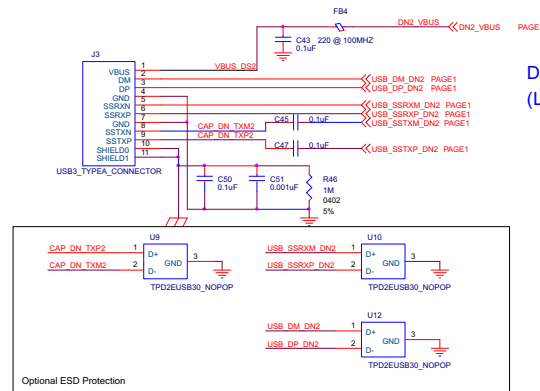 FB4
DN2_VBUS
DN2_VBUS PAGE
C43
0.1uF
220 @ 100MHZ
J3
VBUS_DS2
VBUS 1
DM 2
DP 3
GND 4
SSRXN 5
SSRXP 6
GND 7
SSTXN 8
SSTXP 9
SHIELD0 10
SHIELD1 11
USB3_TYPEA_CONNECTOR
USB_DM_DN2 PAGE1
USB_DP_DN2 PAGE1
USB_SSRXM_DN2 PAGE1
USB_SSRXP_DN2 PAGE1
USB_SSTXM_DN2 PAGE1
USB_SSTXP_DN2 PAGE1
CAP_DN_TXM2
C45 0.1uF
CAP_DN_TXP2
C47 0.1uF
D
(L
C50
0.1uF
C51
0.001uF
R46
1M
0402
5%
U9
CAP_DN_TXP2 1 D+
CAP_DN_TXM2 2 D-
GND 3
TPD2EUSB30_NOPOP
U10
USB_SSRXM_DN2 1 D+
USB_SSRXP_DN2 2 D-
GND 3
TPD2EUSB30_NOPOP
U12
USB_DM_DN2 1 D+
USB_DP_DN2 2 D-
GND 3
TPD2EUSB30_NOPOP
Optional ESD Protection